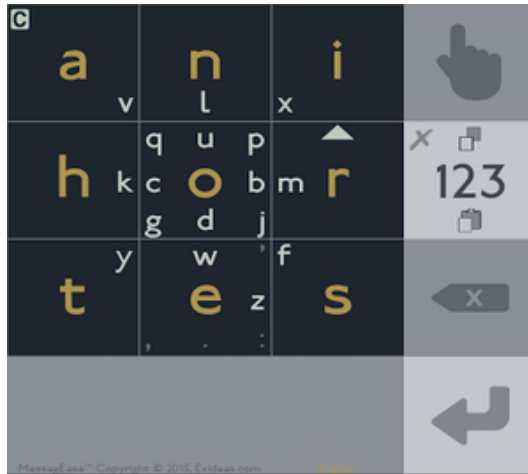 C
a n i
v l x
q u p
h k c o b m r
g d j
y w ' f
t e z s
, . :
123
x
MessagEase™ Copyright © 2015, Exideas.com